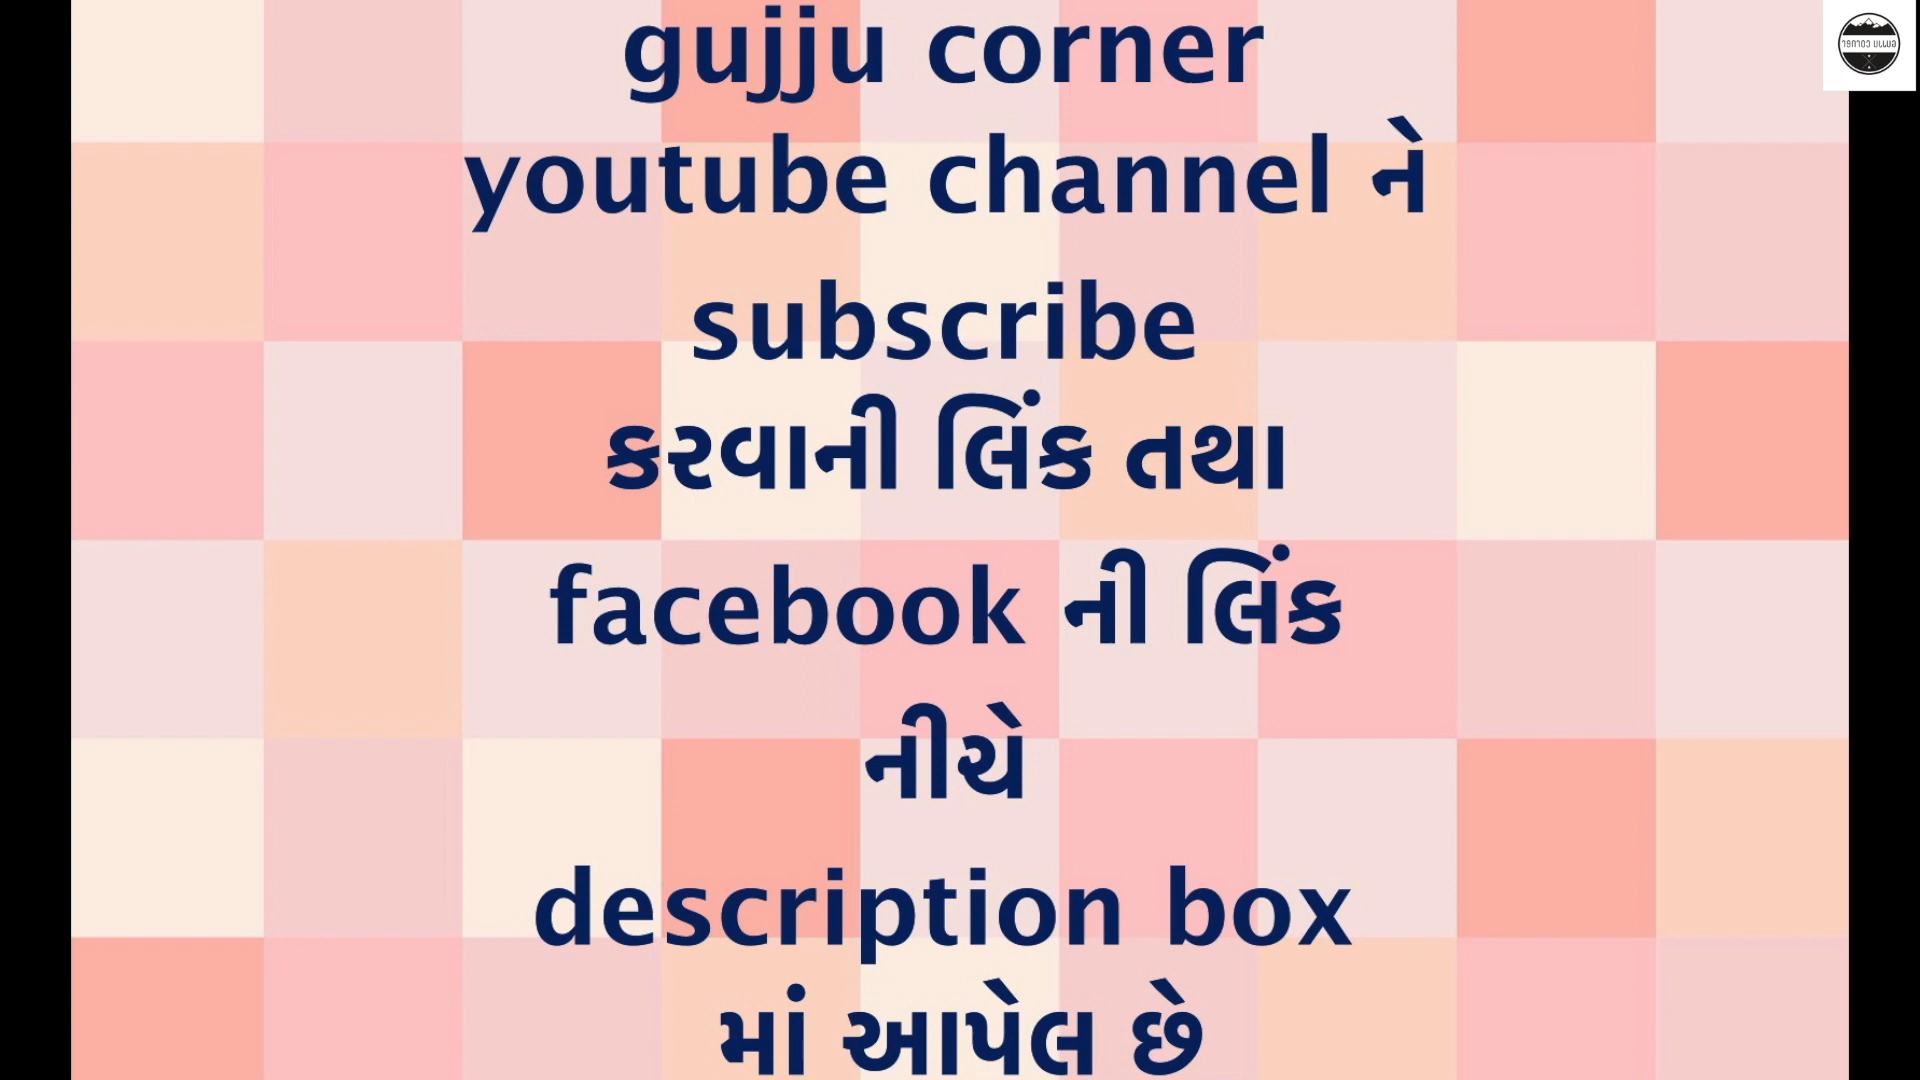 gujju corner
youtube channel ને
subscribe
કરવાની લિંક તથા
facebook ની લિંક
નીચે
description box
માં આપેલ છે